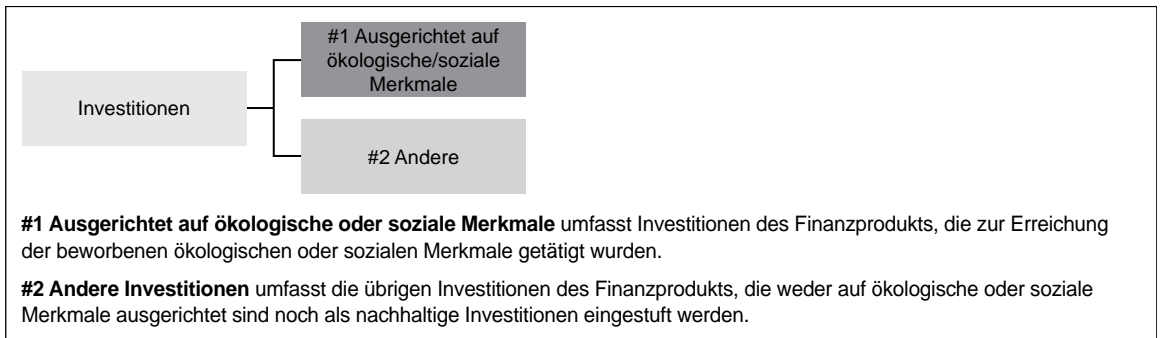 #1 Ausgerichtet auf
ökologische/soziale
Merkmale
Investitionen
#2 Andere
#1 Ausgerichtet auf ökologische oder soziale Merkmale umfasst Investitionen des Finanzprodukts, die zur Erreichung
der beworbenen ökologischen oder sozialen Merkmale getätigt wurden.
#2 Andere Investitionen umfasst die übrigen Investitionen des Finanzprodukts, die weder auf ökologische oder soziale
Merkmale ausgerichtet sind noch als nachhaltige Investitionen eingestuft werden.